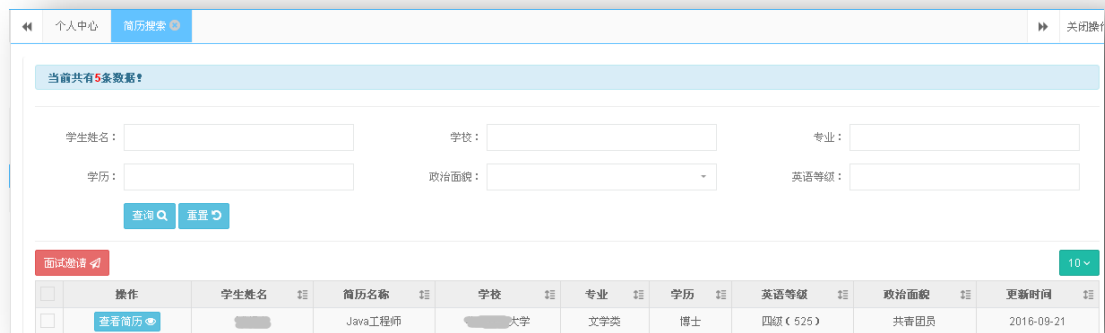 个人中心 简历搜索 关闭操作
当前共有5条数据!
学生姓名： 学校： 专业：
学历： 政治面貌： 英语等级：
查询 重置
面试邀请 10
操作 学生姓名 简历名称 学校 专业 学历 英语等级 政治面貌 更新时间
查看简历 Java工程师 大学 文学类 博士 四级（525） 共青团员 2016-09-21